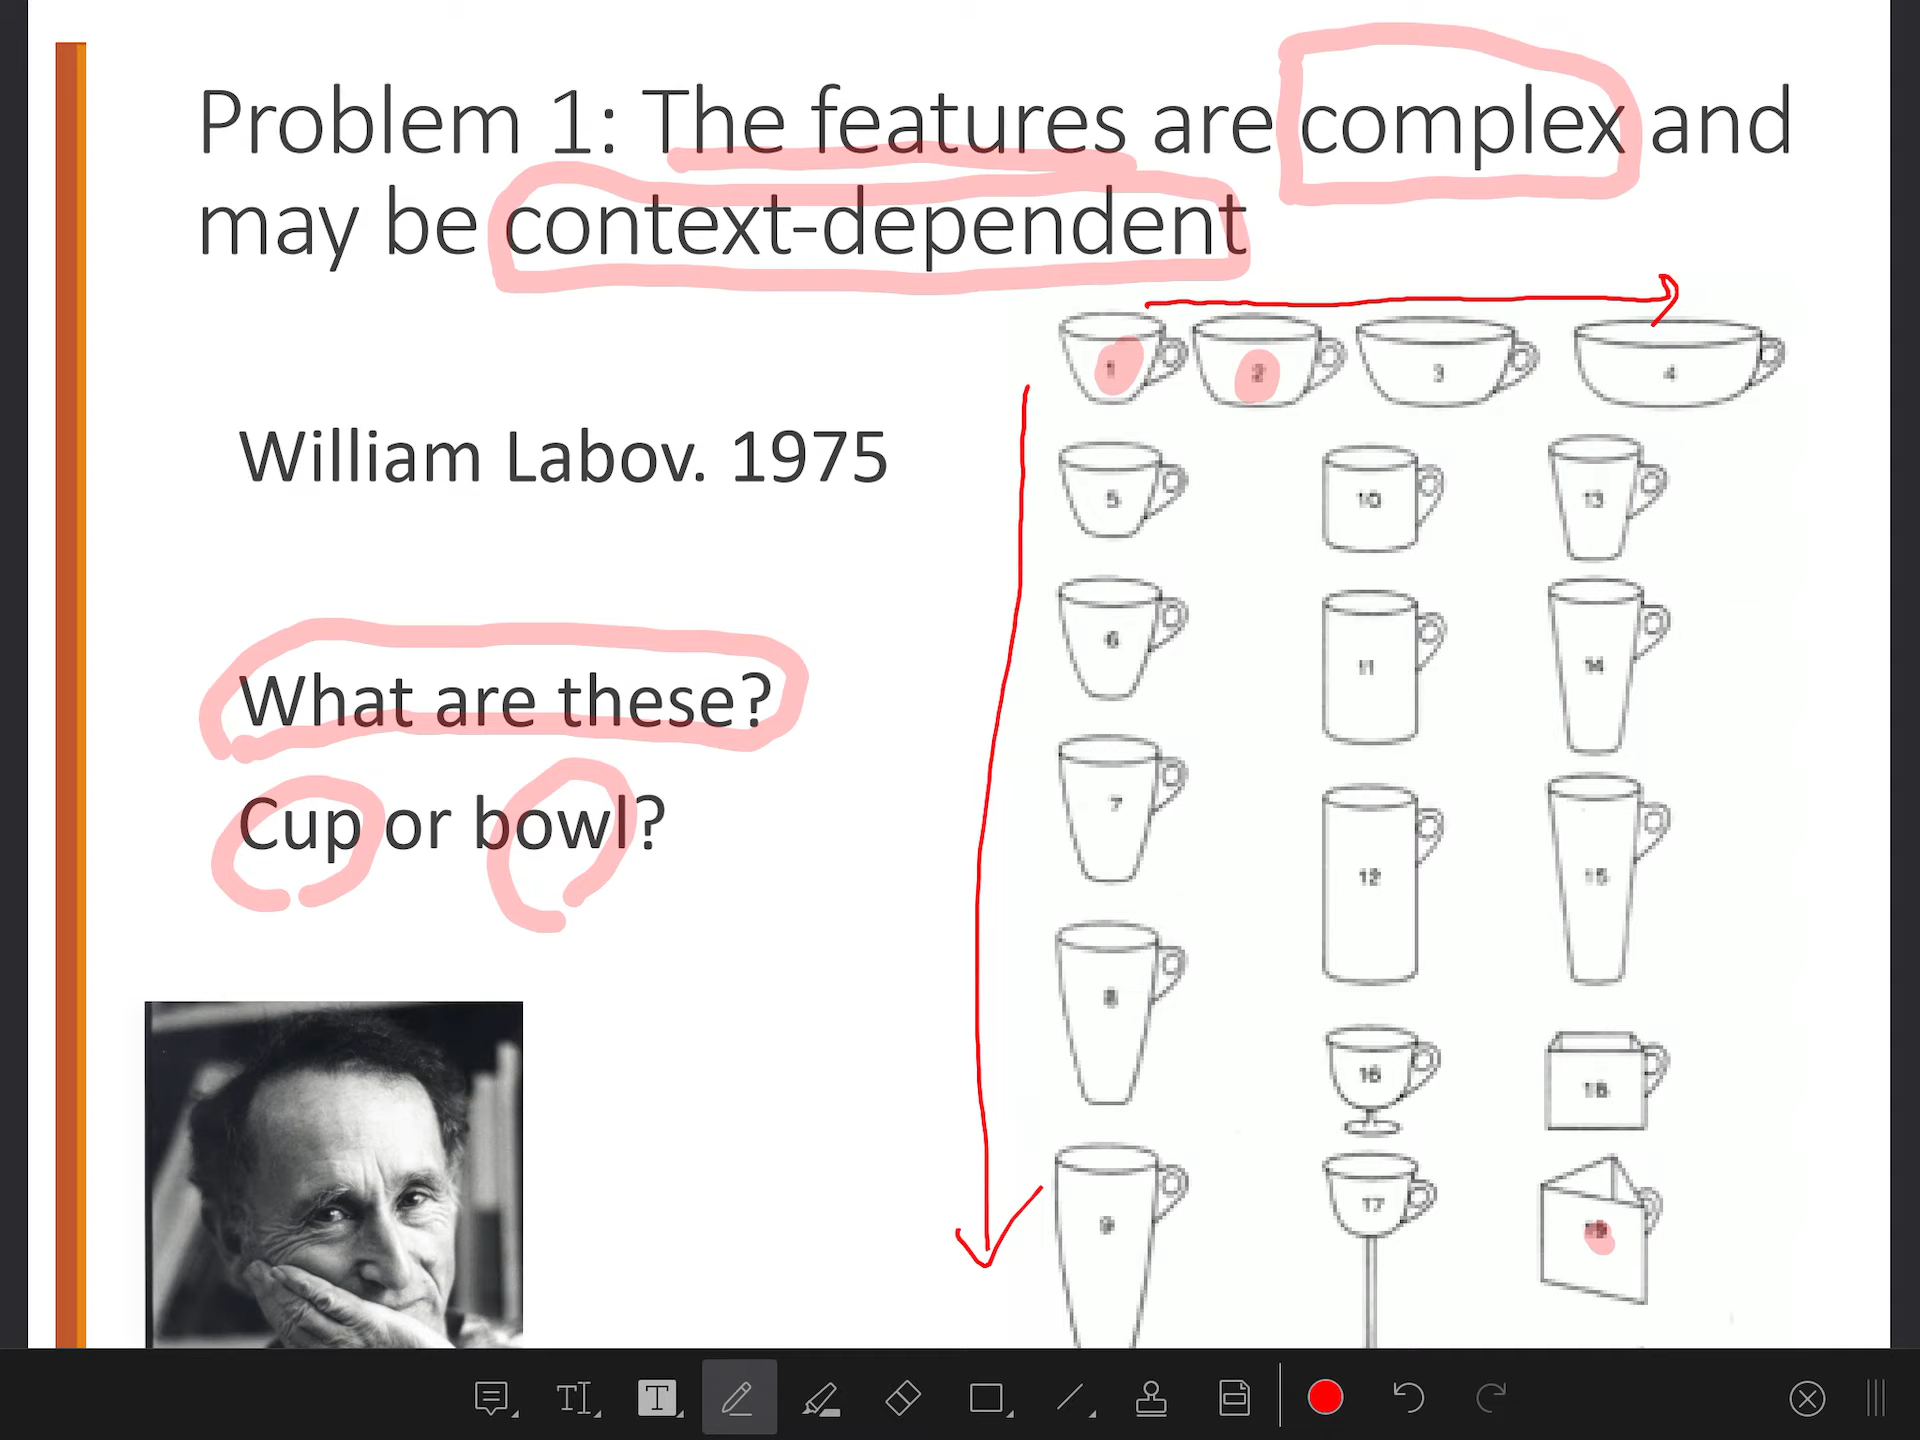 Problem 1: The features are complex and
may be context-dependent
William Labov. 1975
What are these?
Cup or bowl?
1 2 3 4
5 10 13
6 11 14
7
8 12 15
16 18
9 17